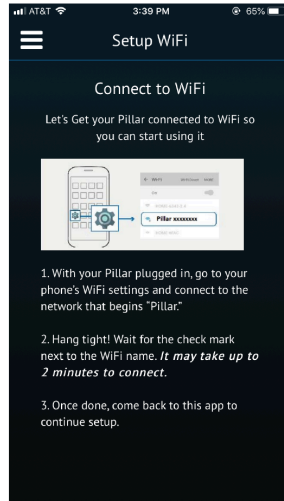 AT&T 3:39 PM 65%
Setup WiFi
Connect to WiFi
Let's Get your Pillar connected to WiFi so
you can start using it
Pillar xxxxxxxx
1. With your Pillar plugged in, go to your
phone's WiFi settings and connect to the
network that begins "Pillar."
2. Hang tight! Wait for the check mark
next to the WiFi name. It may take up to
2 minutes to connect.
3. Once done, come back to this app to
continue setup.